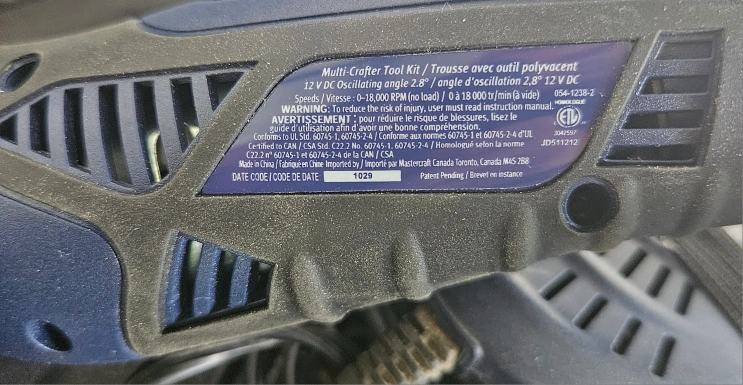 Multi-Crafter Tool Kit / Trousse avec outil polyvacent
12 V DC Oscillating angle 2.8° / angle d'oscillation 2,8° 12 V DC
Speeds / Vitesse : 0-18,000 RPM (no load) / 0 à 18 000 tr/min (à vide)
054-1238-2
WARNING: To reduce the risk of injury, user must read instruction manual.
HOMOLOGUÉ
AVERTISSEMENT : pour réduire le risque de blessures, lisez le
guide d'utilisation afin d'avoir une bonne compréhension.
ETL
Conforms to UL Std. 60745-1, 60745-2-4 / Conforme aux normes 60745-1 et 60745-2-4 d'UL
3042597
Certified to CAN / CSA Std. C22.2 No. 60745-1, 60745-2-4 / Homologué selon la norme
JD511212
C22.2 n° 60745-1 et 60745-2-4 de la CAN / CSA
Made in China / Fabriqué en Chine Imported by / Importé par Mastercraft Canada Toronto, Canada M4S 2B8
DATE CODE / CODE DE DATE 1029 Patent Pending / Brevet en instance